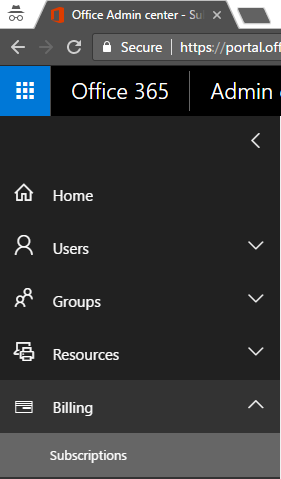 Office Admin center - Su
Secure https://portal.off
Office 365 Admin
Home
Users
Groups
Resources
Billing
Subscriptions